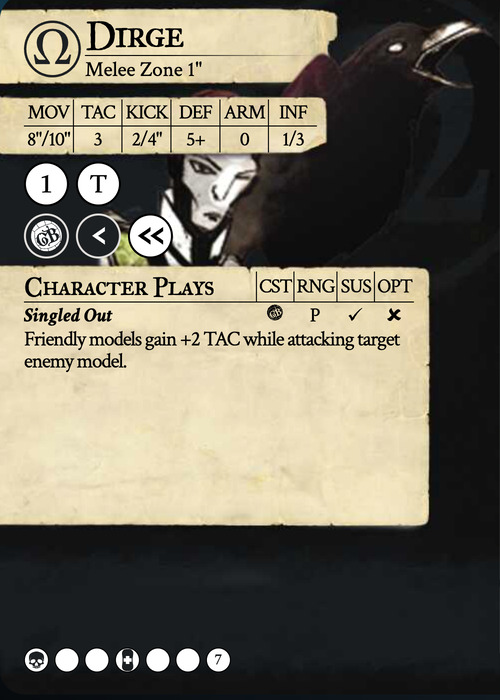 Ω DIRGE
Melee Zone 1"
MOV TAC KICK DEF ARM INF
8"/10" 3 2/4" 5+ 0 1/3
1 T
GB < <<
CHARACTER PLAYS CST RNG SUS OPT
Singled Out GB P ✓ ✘
Friendly models gain +2 TAC while attacking target
enemy model.
7
2